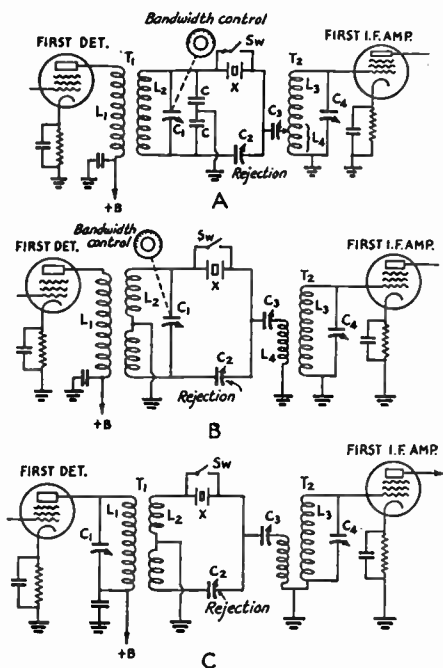 Bandwidth control
FIRST DET.
T1
Sw
FIRST I.F. AMP.
L2
C
X
T2
L3
L1
C1
C
C3
C4
C2
L4
Rejection
+B
A
Bandwidth
control
FIRST DET.
T1
Sw
FIRST I.F. AMP.
L2
C1
X
T2
L1
C3
L3
C4
C2
L4
Rejection
+B
B
FIRST DET.
T1
Sw
FIRST I.F. AMP.
L1
L2
X
T2
C1
C3
L3
C4
C2
Rejection
+B
C